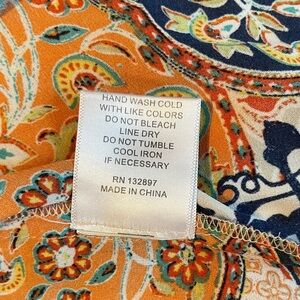 HAND WASH COLD
WITH LIKE COLORS
DO NOT BLEACH
LINE DRY
DO NOT TUMBLE
COOL IRON
IF NECESSARY
RN 132897
MADE IN CHINA